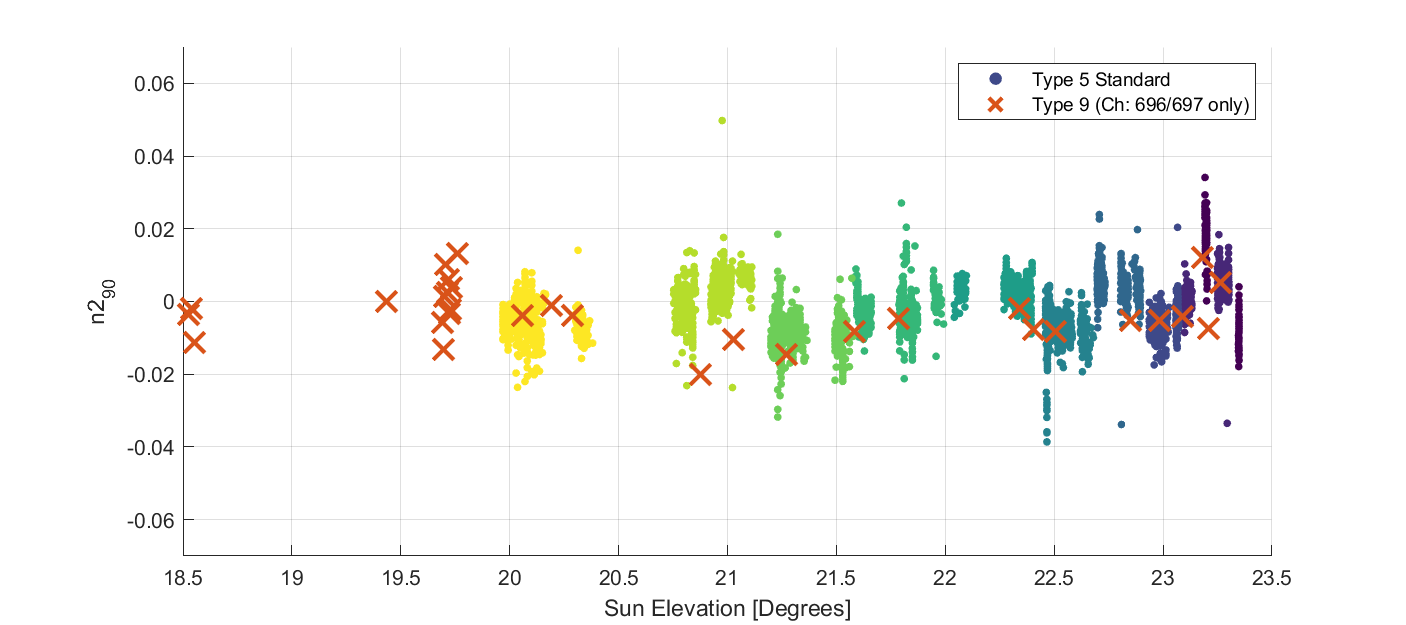 Type 5 Standard
Type 9 (Ch: 696/697 only)
0.06
0.04
0.02
0
-0.02
-0.04
-0.06
n2₉₀
18.5 19 19.5 20 20.5 21 21.5 22 22.5 23 23.5
Sun Elevation [Degrees]